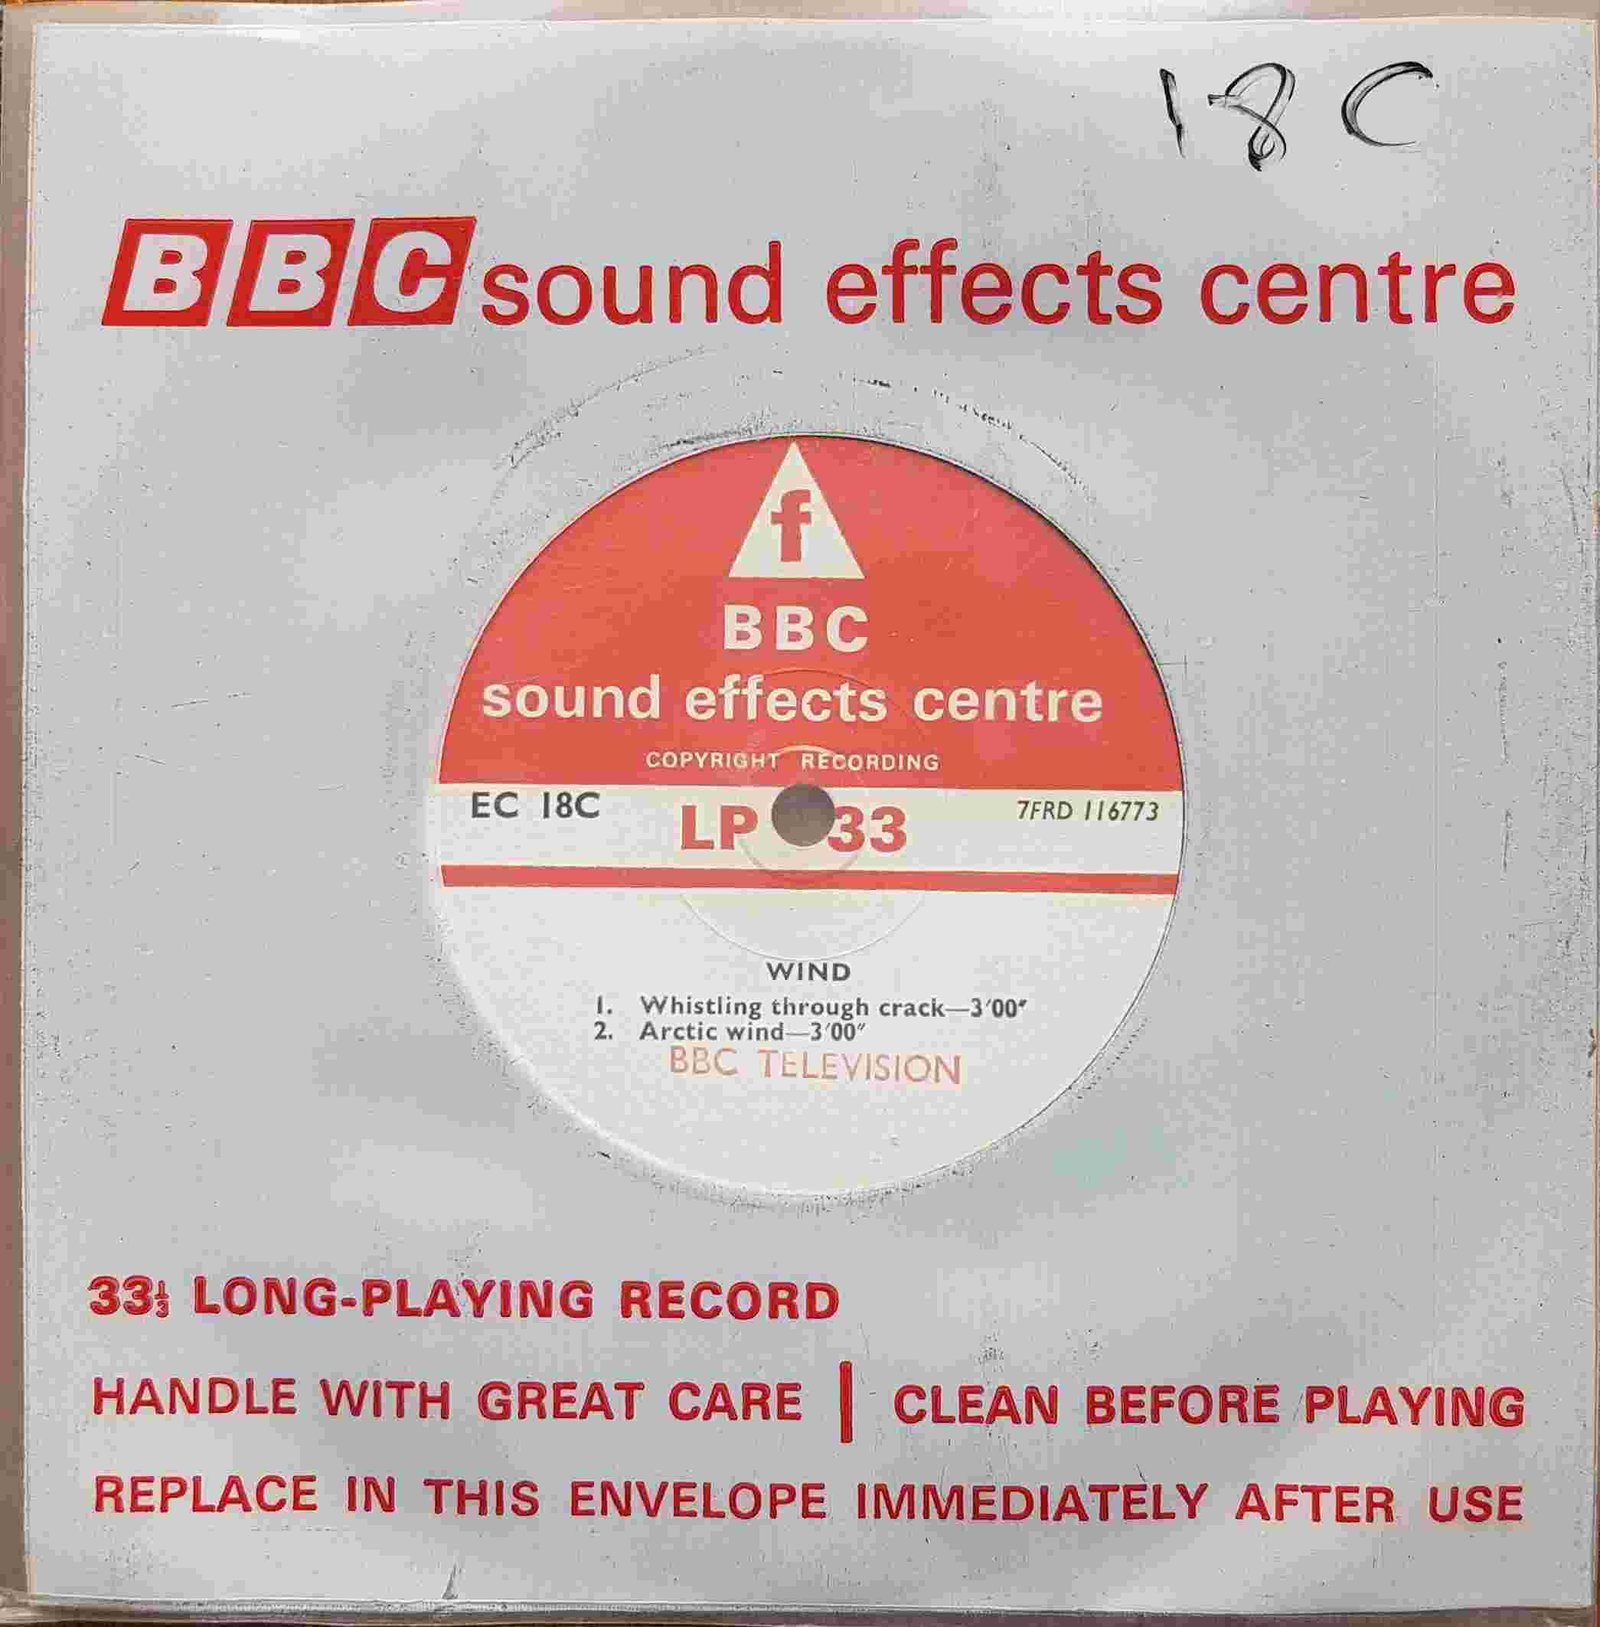 18C
BBC sound effects centre
f
BBC
sound effects centre
COPYRIGHT RECORDING
EC 18C LP 33 7FRD 116773
WIND
1. Whistling through crack—3′00″
2. Arctic wind—3′00″
BBC TELEVISION
33⅓ LONG-PLAYING RECORD
HANDLE WITH GREAT CARE | CLEAN BEFORE PLAYING
REPLACE IN THIS ENVELOPE IMMEDIATELY AFTER USE